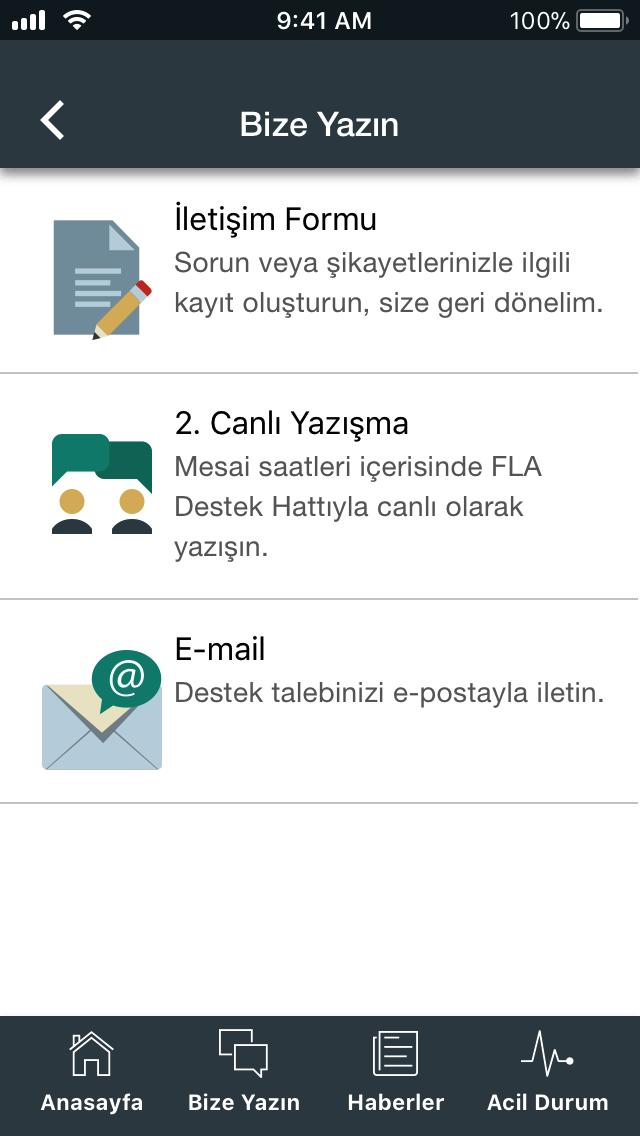 9:41 AM
100%
Bize Yazın
İletişim Formu
Sorun veya şikayetlerinizle ilgili
kayıt oluşturun, size geri dönelim.
2. Canlı Yazışma
Mesai saatleri içerisinde FLA
Destek Hattıyla canlı olarak
yazışın.
@
E-mail
Destek talebinizi e-postayla iletin.
Anasayfa
Bize Yazın
Haberler
Acil Durum